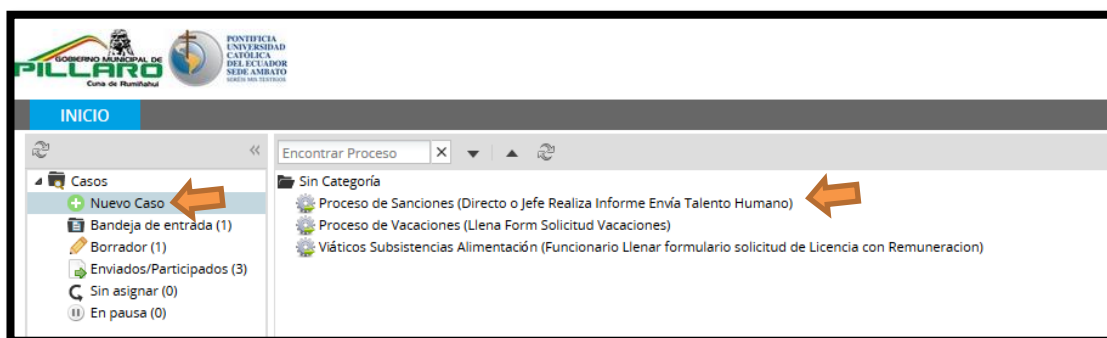 GOBIERNO MUNICIPAL DE
PILLARO
Cuna de Rumiñahui
PONTIFICIA
UNIVERSIDAD
CATÓLICA
DEL ECUADOR
SEDE AMBATO
SERÉIS MIS TESTIGOS
INICIO
Encontrar Proceso
Casos
Nuevo Caso
Bandeja de entrada (1)
Borrador (1)
Enviados/Participados (3)
Sin asignar (0)
En pausa (0)
Sin Categoría
Proceso de Sanciones (Directo o Jefe Realiza Informe Envía Talento Humano)
Proceso de Vacaciones (Llena Form Solicitud Vacaciones)
Viáticos Subsistencias Alimentación (Funcionario Llenar formulario solicitud de Licencia con Remuneracion)